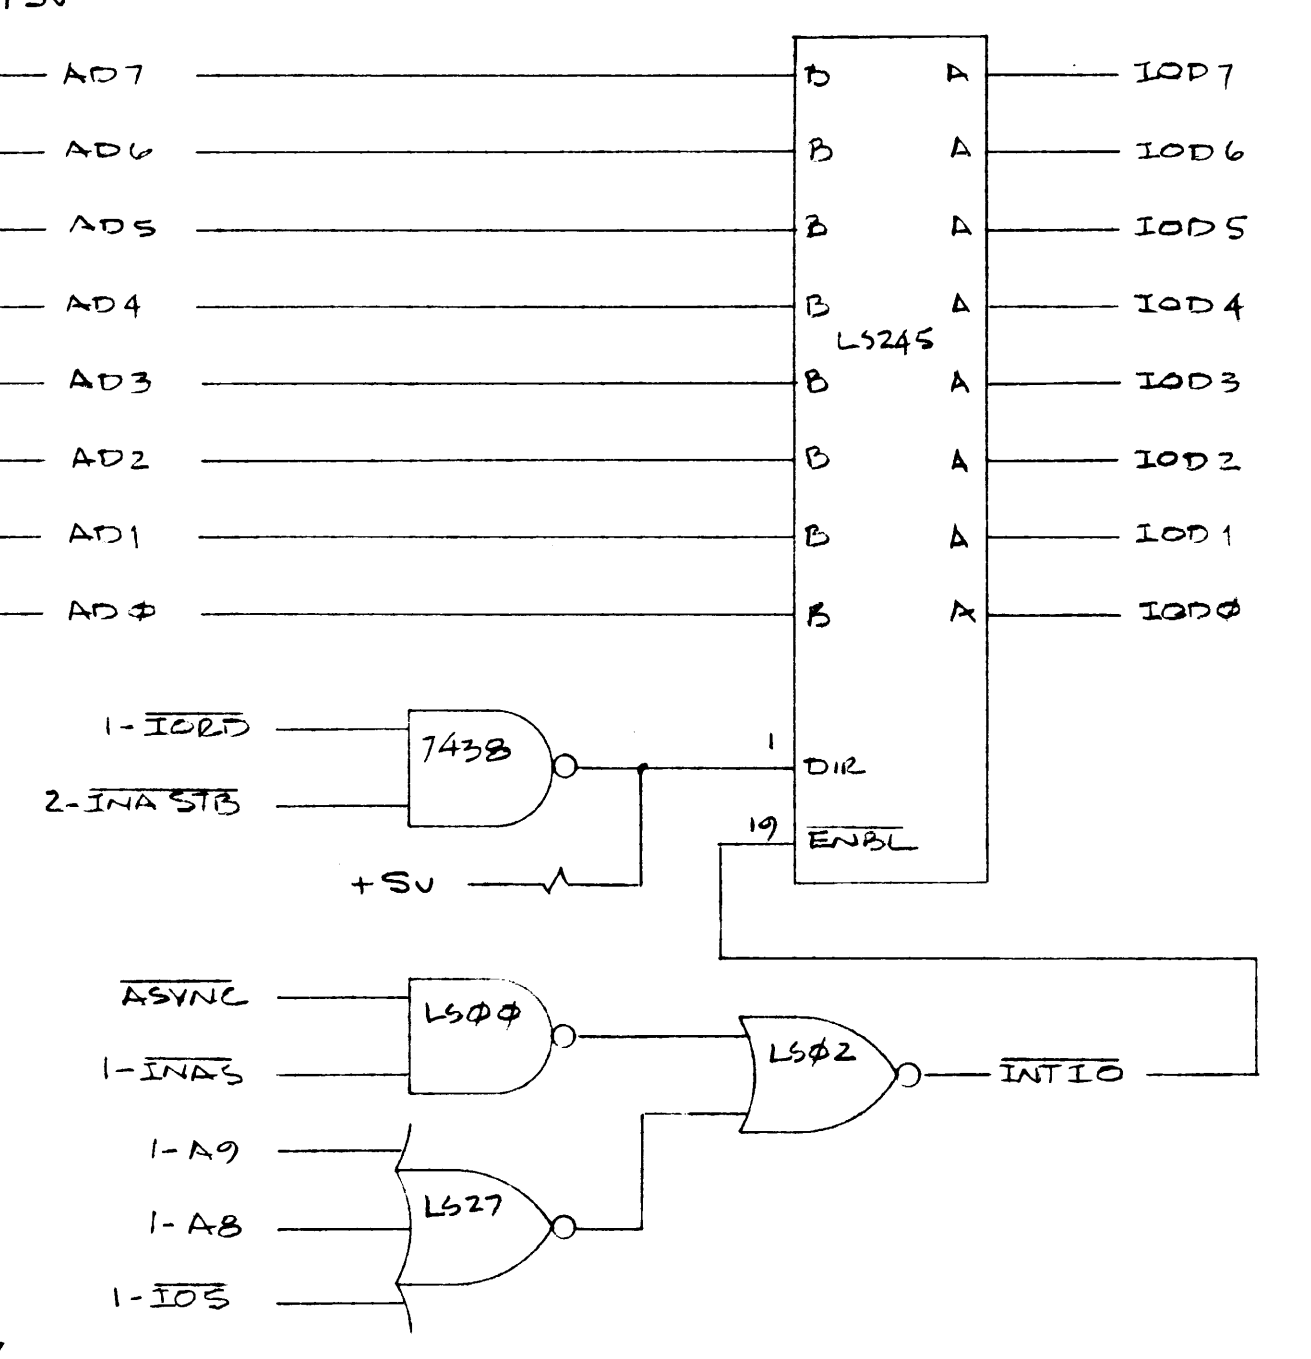 AD7 B A IOD7
AD6 B A IOD6
AD5 B A IOD5
AD4 B A IOD4
LS245
AD3 B A IOD3
AD2 B A IOD2
AD1 B A IOD1
ADØ B A IODØ
1-IORD
7438
1
DIR
2-INA STB
19
ENBL
+5v
ASYNC
LSØØ
LSØ2
1-INAS
INTIO
1-A9
LS27
1-A8
1-IOS